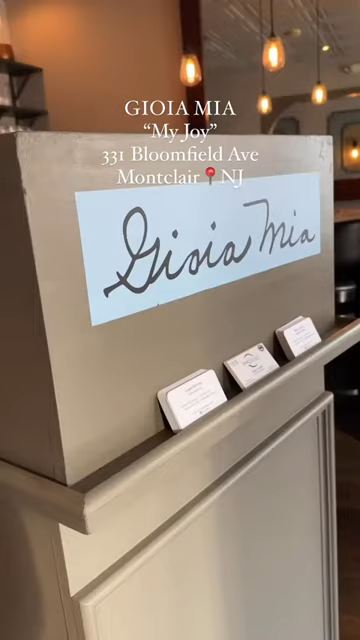 GIOIA MIA
“My Joy”
331 Bloomfield Ave
Montclair📍NJ
Gioia Mia